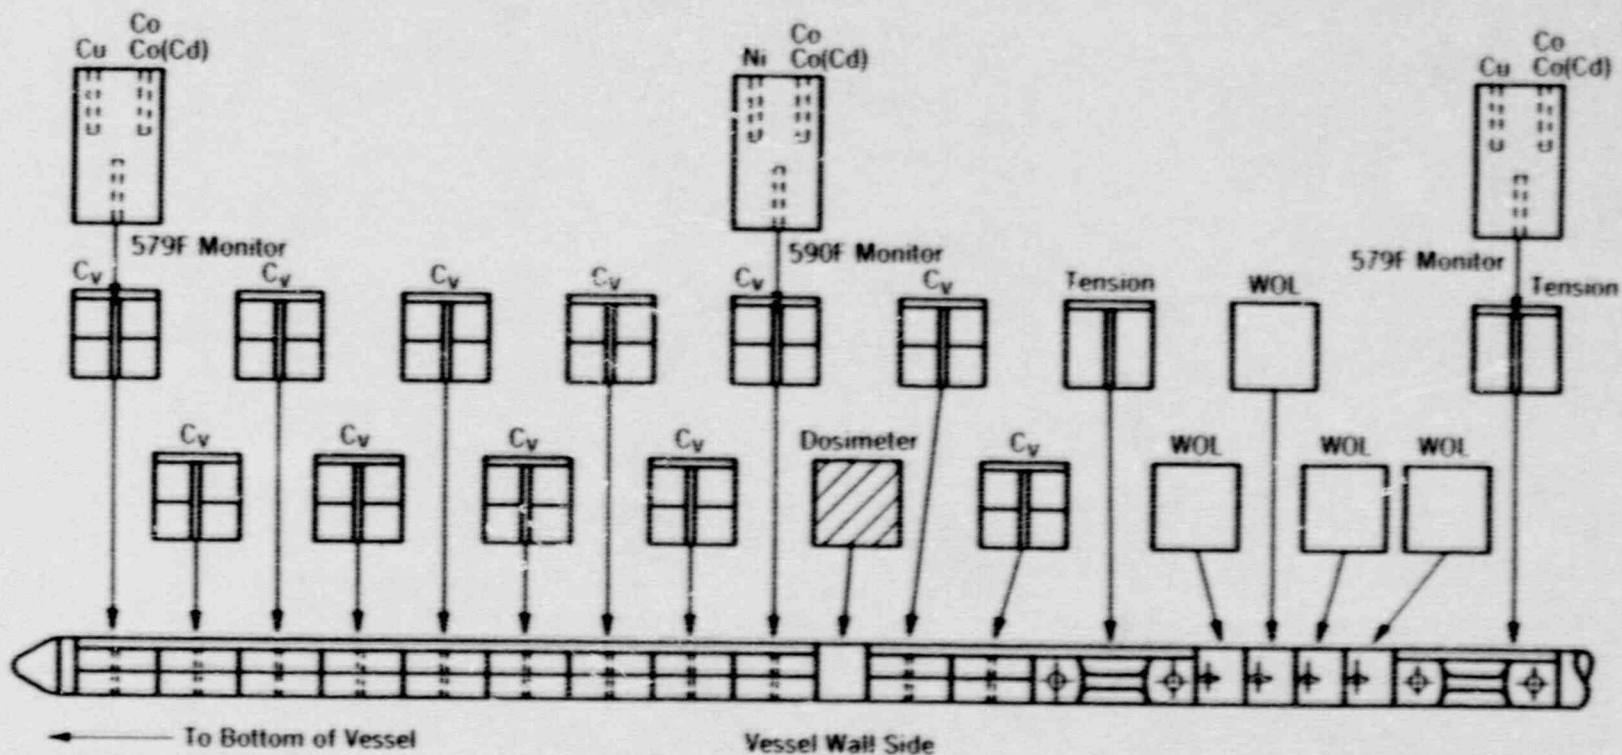 Co
Cu Co(Cd)
Co
Ni Co(Cd)
Co
Cu Co(Cd)
579F Monitor
590F Monitor
579F Monitor
Cv
Cv
Cv
Cv
Cv
Cv
Tension
WOL
Tension
Cv
Cv
Cv
Cv
Dosimeter
Cv
WOL
WOL
WOL
To Bottom of Vessel
Vessel Wall Side